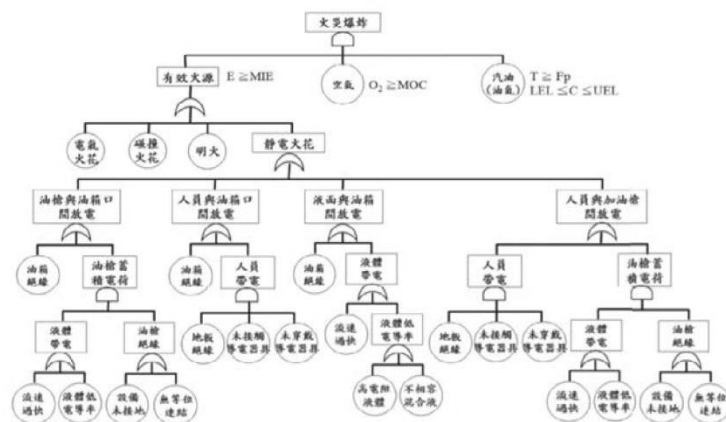 火災爆炸
有效火源 E ≧MIE
空氣 O₂ ≧MOC
汽油
(油氣)
T ≧ Fp
LEL ≤C ≤UEL
電氣
火花
碰撞
火花
明火
靜電火花
油槍與油箱口
間放電
人員與油箱口
間放電
液面與油箱
間放電
人員與加油槍
間放電
油箱
絕緣
油槍蓄
積電荷
油箱
絕緣
人員
帶電
油箱
絕緣
液體
帶電
人員
帶電
油槍蓄
積電荷
液體
帶電
油槍
絕緣
地板
絕緣
未接觸
導電器具
未穿戴
導電器具
流速
過快
液體低
電導率
地板
絕緣
未接觸
導電器具
未穿戴
導電器具
液體
帶電
油槍
絕緣
流速
過快
液體低
電導率
設備
未接地
無等位
連結
高電阻
液體
不相容
混合液
流速
過快
液體低
電導率
設備
未接地
無等位
連結